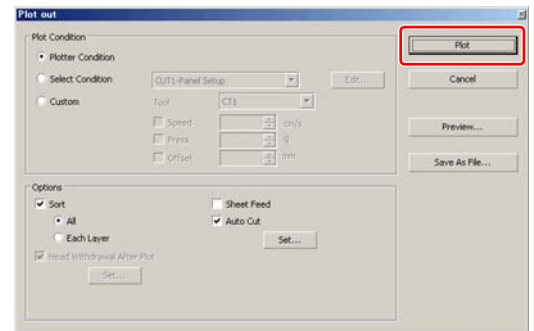 Plot out
Plot Condition
Plotter Condition
Select Condition CUT1-Panel Setup Edit...
Custom Tool CT1
Speed cm/s
Press g
Offset mm
Plot
Cancel
Preview...
Save As File...
Options
Sort Sheet Feed
All Auto Cut
Each Layer Set...
Head Withdrawal After Plot
Set...